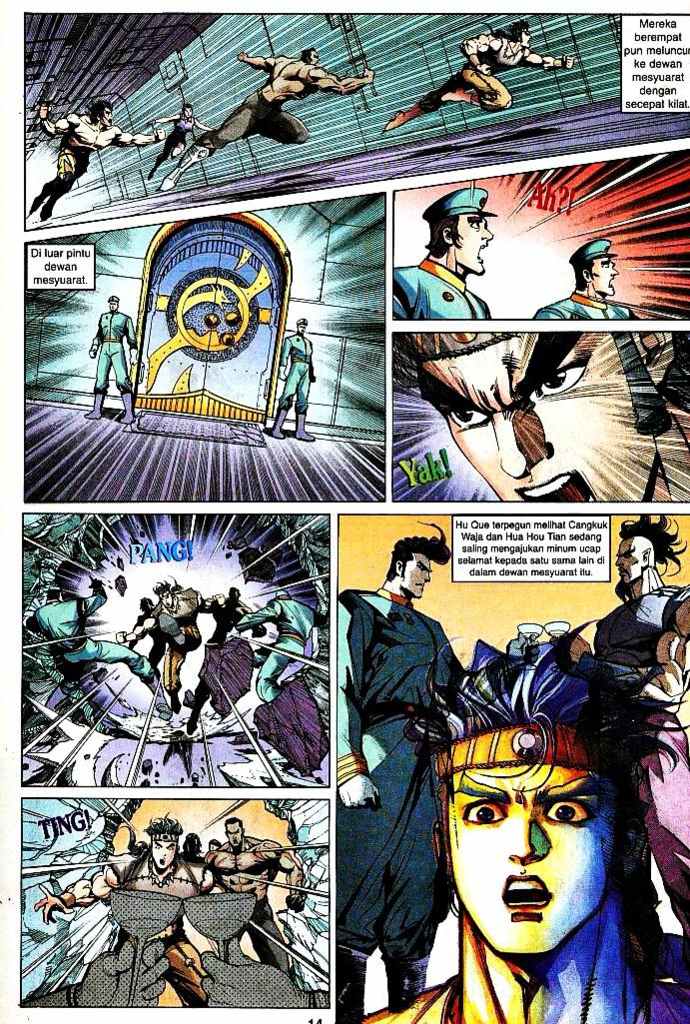 Mereka
berempat
pun meluncur
ke dewan
mesyuarat
dengan
secepat kilat.
Di luar pintu
dewan
mesyuarat.
Ah?!
Yak!
PANG!
Hu Que terpegun melihat Cangkuk
Waja dan Hua Hou Tian sedang
saling mengajukan minum ucap
selamat kepada satu sama lain di
dalam dewan mesyuarat itu.
TING!
14